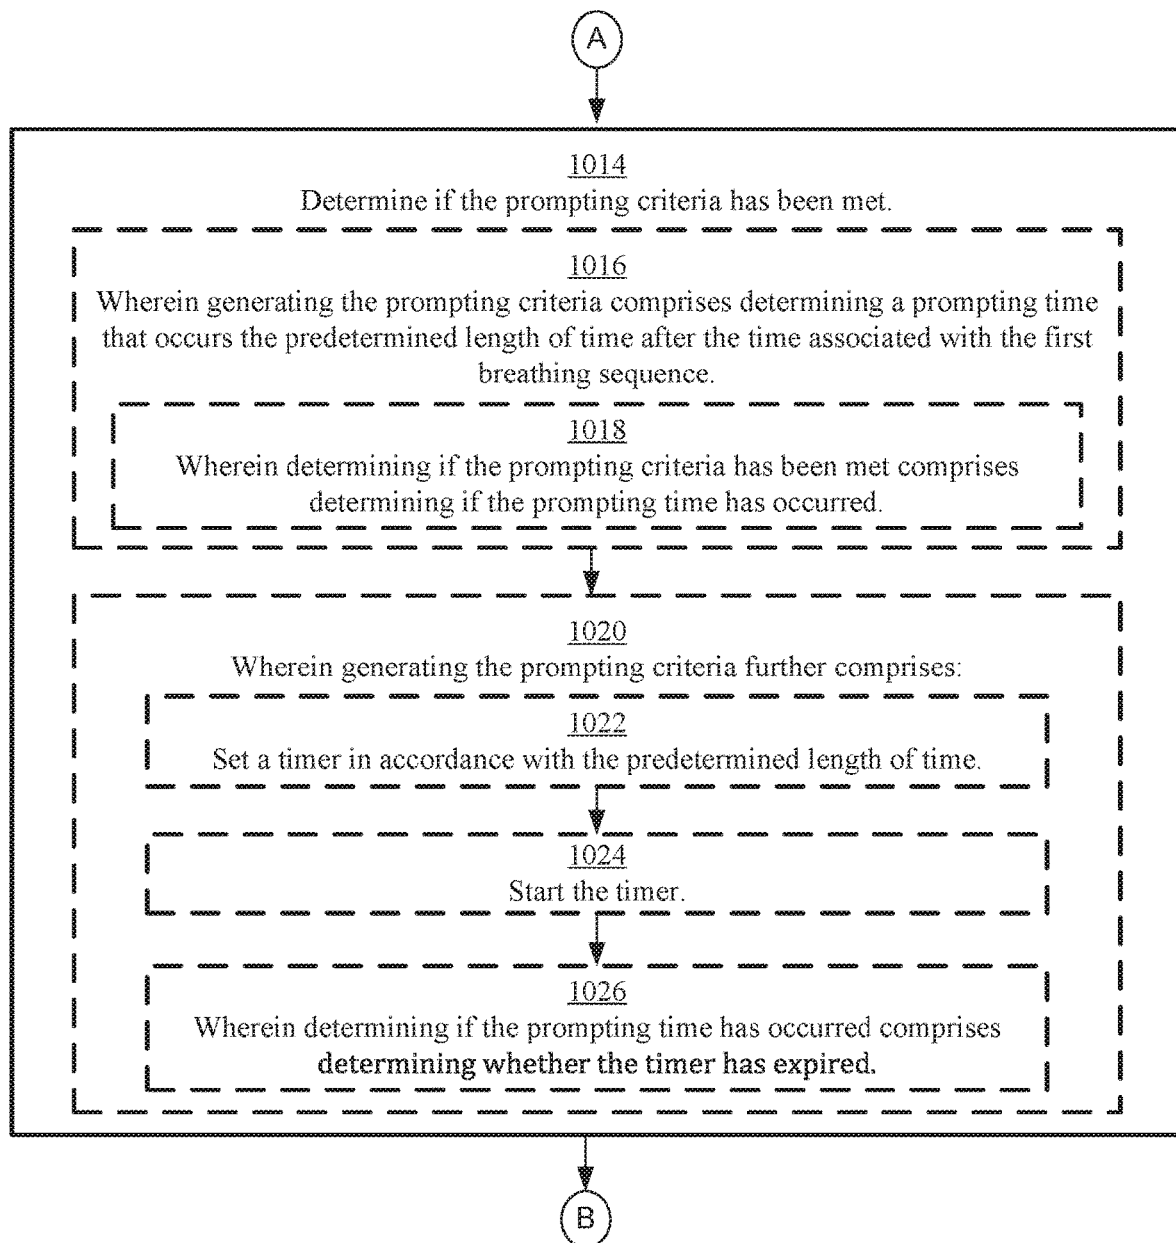 A
1014
Determine if the prompting criteria has been met.
1016
Wherein generating the prompting criteria comprises determining a prompting time
that occurs the predetermined length of time after the time associated with the first
breathing sequence.
1018
Wherein determining if the prompting criteria has been met comprises
determining if the prompting time has occurred.
1020
Wherein generating the prompting criteria further comprises:
1022
Set a timer in accordance with the predetermined length of time.
1024
Start the timer.
1026
Wherein determining if the prompting time has occurred comprises
determining whether the timer has expired.
B